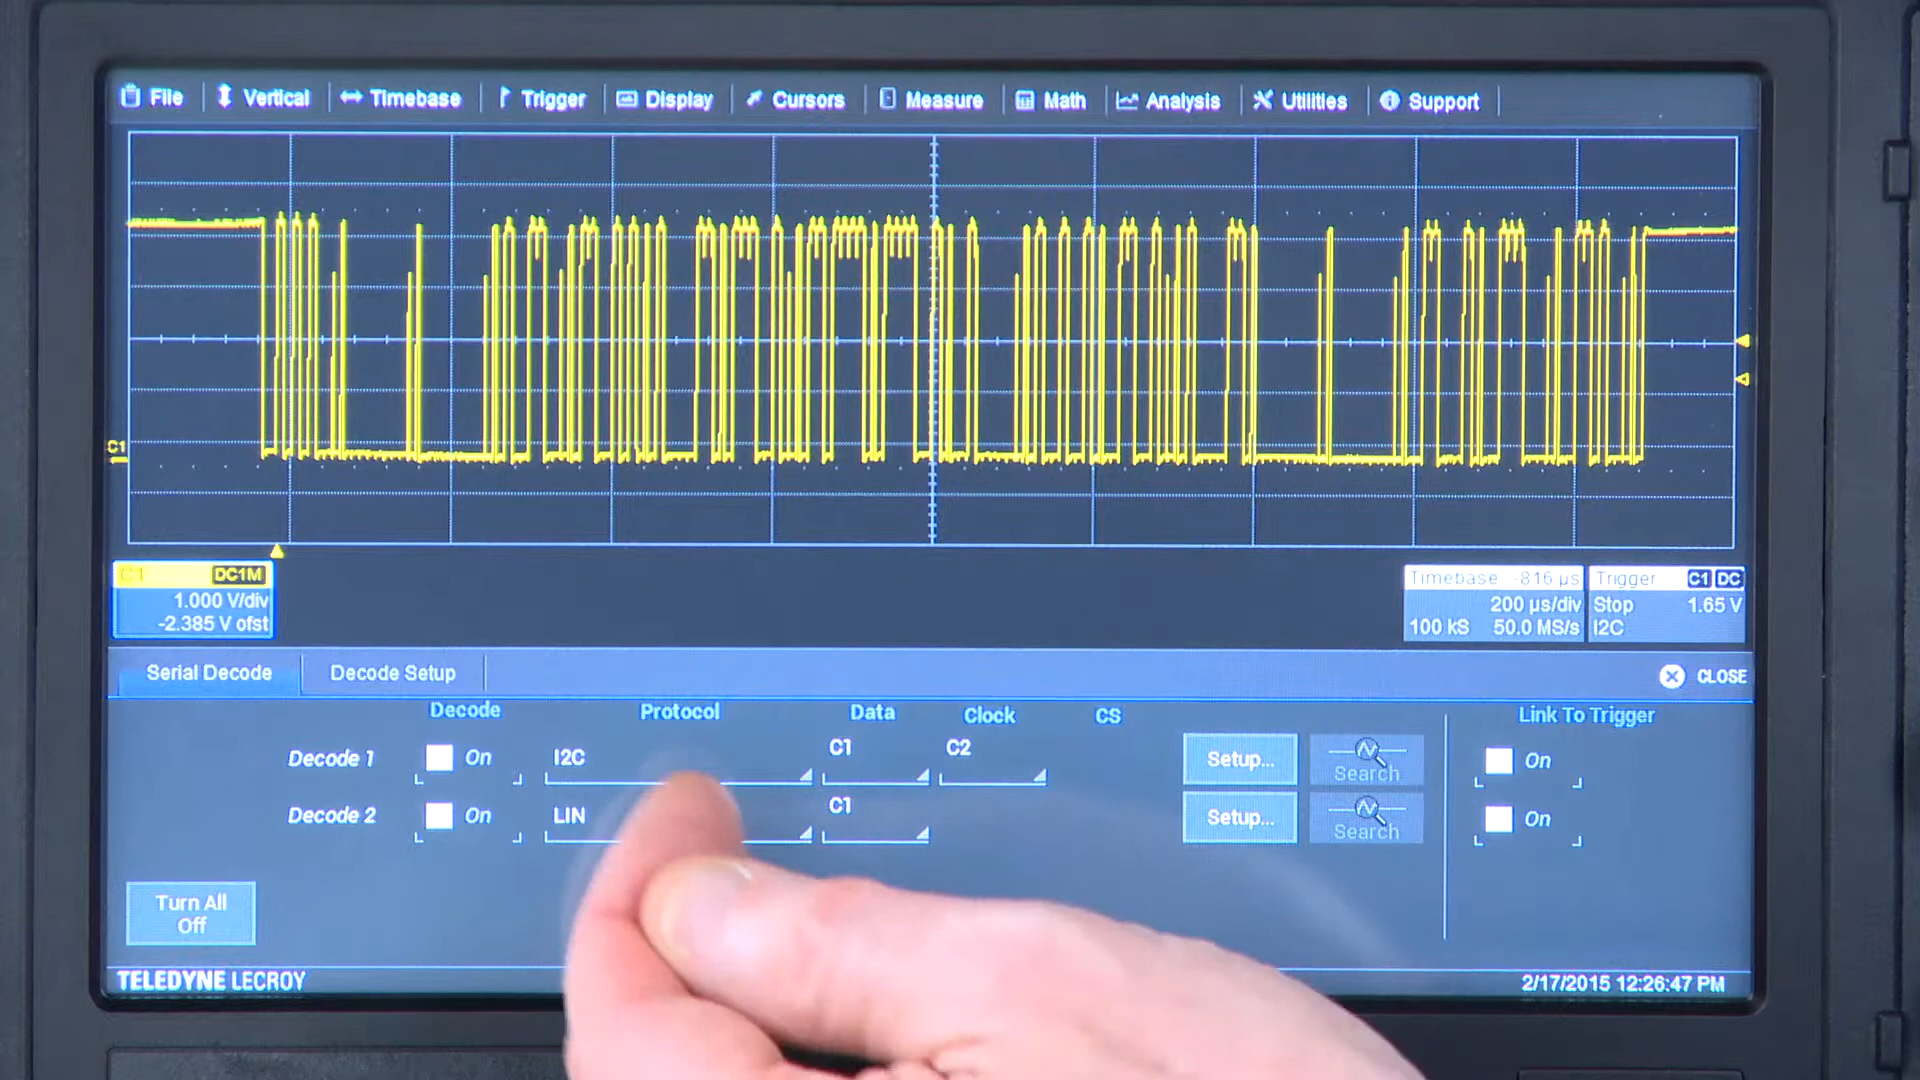 File Vertical Timebase Trigger Display Cursors Measure Math Analysis Utilities Support
C1
C1 DC1M
1.000 V/div
-2.385 V ofst
Timebase -816 µs
200 µs/div
100 kS 50.0 MS/s
Trigger C1 DC
Stop 1.65 V
I2C
Serial Decode Decode Setup CLOSE
Decode Protocol Data Clock CS Link To Trigger
Decode 1 On I2C C1 C2 Setup... Search On
Decode 2 On LIN C1 Setup... Search On
Turn All
Off
TELEDYNE LECROY 2/17/2015 12:26:47 PM